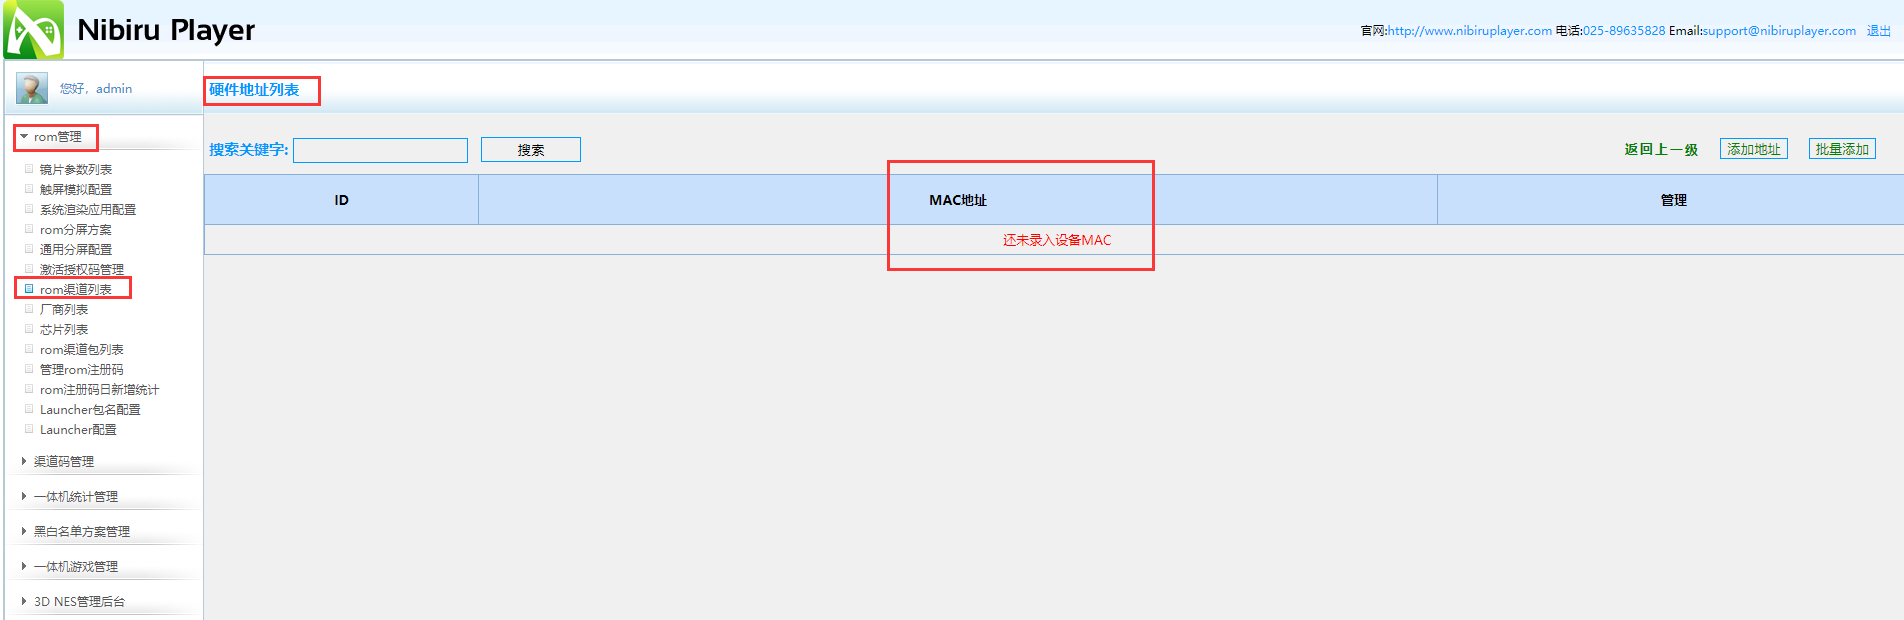 Nibiru Player
官网:http://www.nibiruplayer.com 电话:025-89635828 Email:support@nibiruplayer.com 退出
您好，admin
硬件地址列表
rom管理
镜片参数列表
触屏模拟配置
系统渲染应用配置
rom分屏方案
通用分屏配置
激活授权码管理
rom渠道列表
厂商列表
芯片列表
rom渠道包列表
管理rom注册码
rom注册码日新增统计
Launcher包名配置
Launcher配置
渠道码管理
一体机统计管理
黑白名单方案管理
一体机游戏管理
3D NES管理后台
搜索关键字: 搜索 返回上一级 添加地址 批量添加
ID MAC地址 管理
还未录入设备MAC